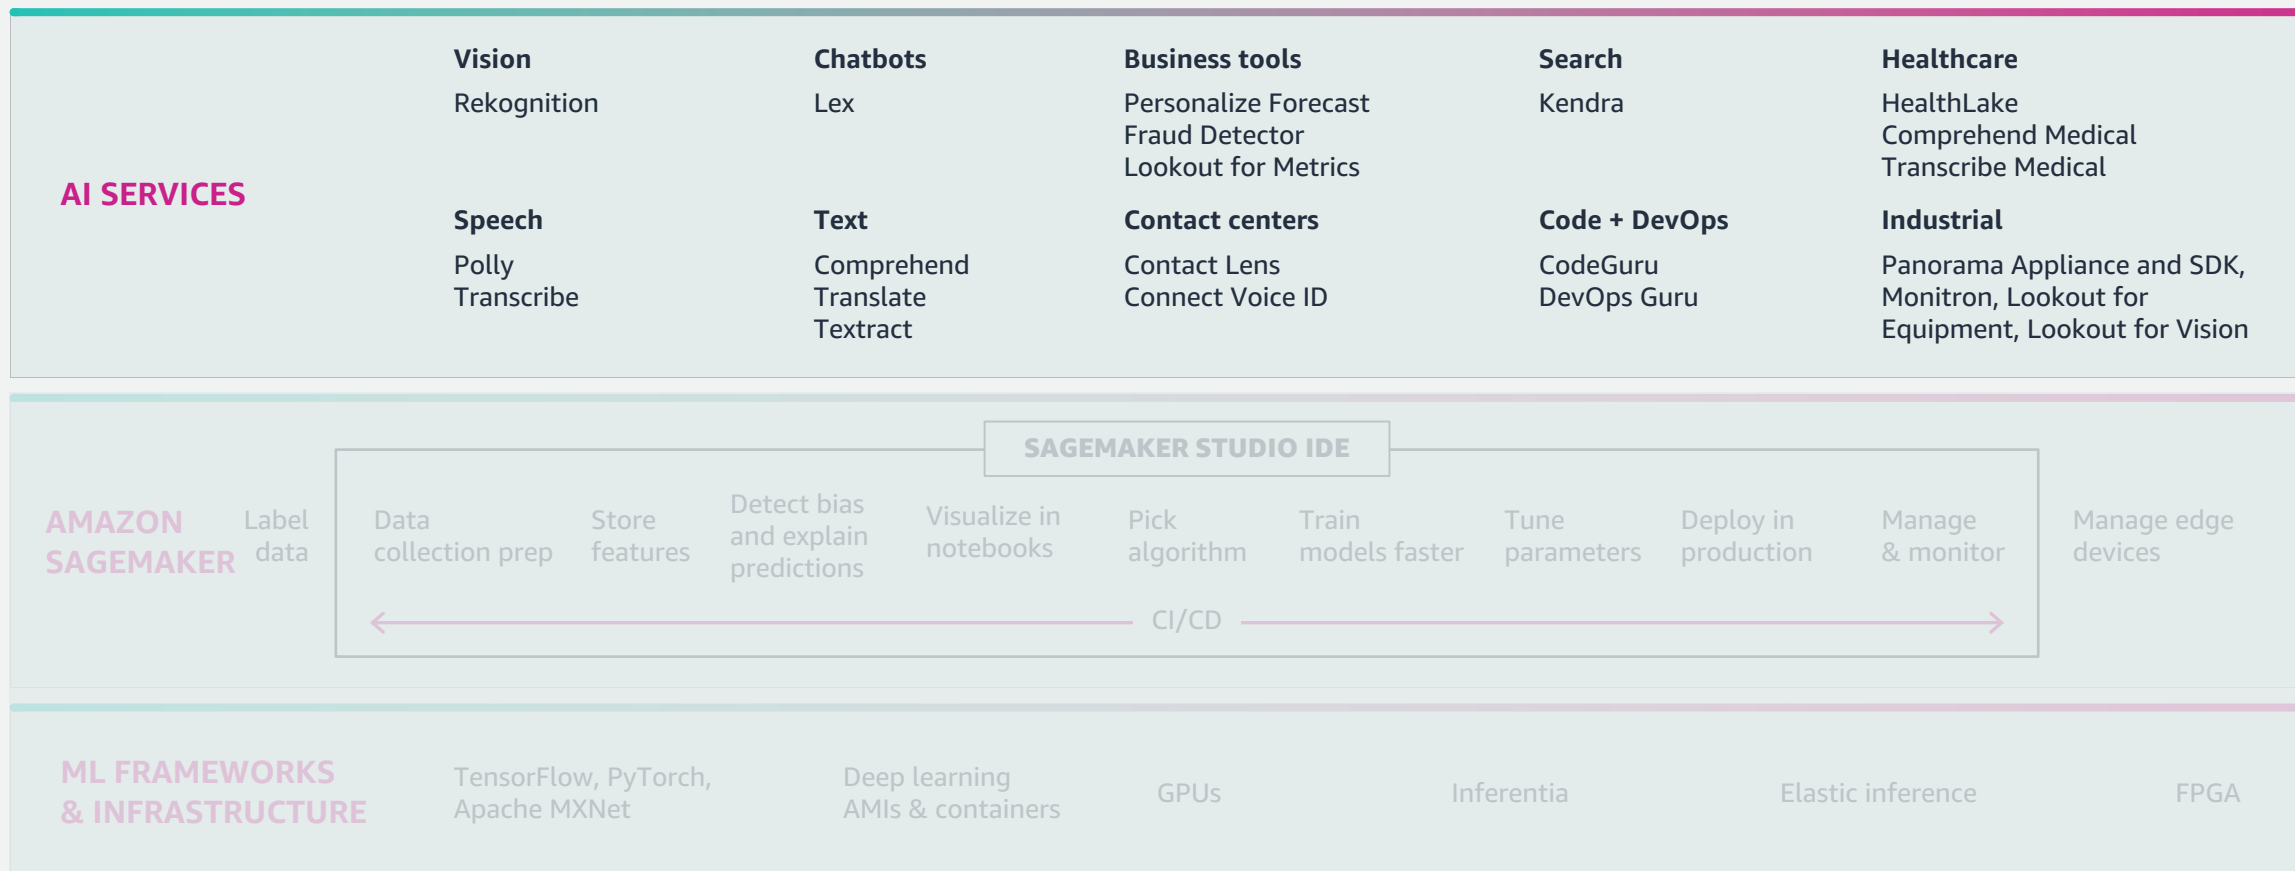 AI SERVICES
Vision
Rekognition
Chatbots
Lex
Business tools
Personalize Forecast
Fraud Detector
Lookout for Metrics
Search
Kendra
Healthcare
HealthLake
Comprehend Medical
Transcribe Medical
Speech
Polly
Transcribe
Text
Comprehend
Translate
Textract
Contact centers
Contact Lens
Connect Voice ID
Code + DevOps
CodeGuru
DevOps Guru
Industrial
Panorama Appliance and SDK,
Monitron, Lookout for
Equipment, Lookout for Vision
AMAZON
SAGEMAKER
SAGEMAKER STUDIO IDE
Label
data
Data
collection prep
Store
features
Detect bias
and explain
predictions
Visualize in
notebooks
Pick
algorithm
Train
models faster
Tune
parameters
Deploy in
production
Manage
& monitor
Manage edge
devices
CI/CD
ML FRAMEWORKS
& INFRASTRUCTURE
TensorFlow, PyTorch,
Apache MXNet
Deep learning
AMIs & containers
GPUs
Inferentia
Elastic inference
FPGA